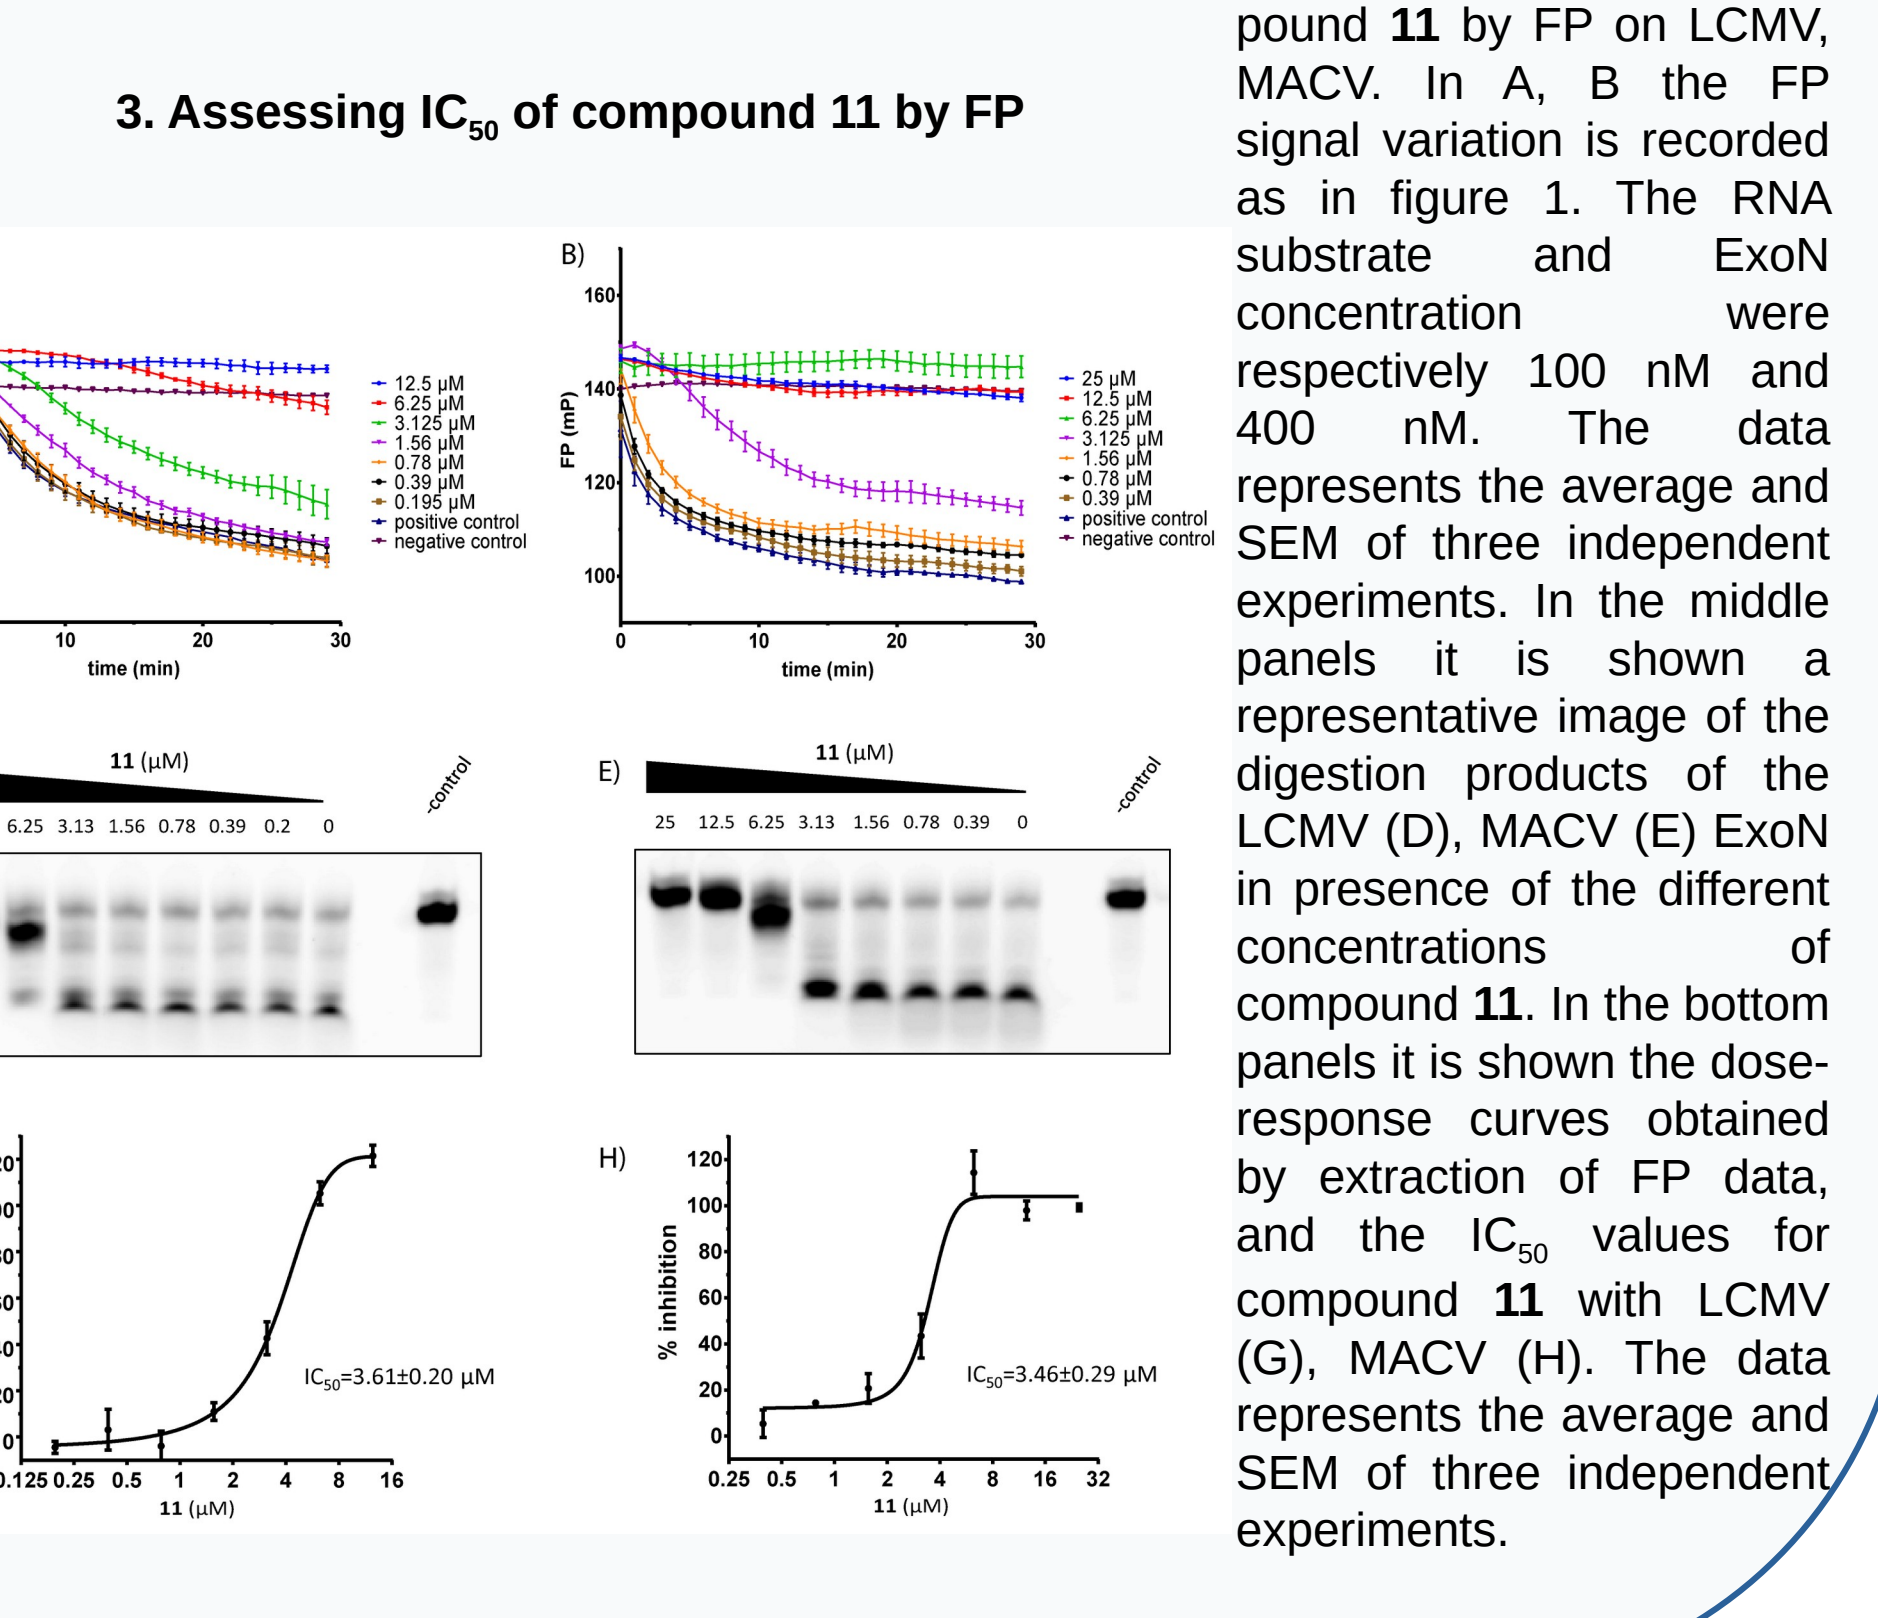 3. Assessing IC50 of compound 11 by FP
B)
160
140
120
100
FP (mP)
0
10
20
30
time (min)
25 µM
12.5 µM
6.25 µM
3.125 µM
1.56 µM
0.78 µM
0.39 µM
positive control
negative control
12.5 µM
6.25 µM
3.125 µM
1.56 µM
0.78 µM
0.39 µM
0.195 µM
positive control
negative control
10
20
30
time (min)
11 (µM)
-control
6.25 3.13 1.56 0.78 0.39 0.2 0
E)
11 (µM)
-control
25 12.5 6.25 3.13 1.56 0.78 0.39 0
0
IC50=3.61±0.20 µM
0.125 0.25 0.5 1 2 4 8 16
11 (µM)
H)
120
100
80
60
40
20
0
% inhibition
IC50=3.46±0.29 µM
0.25 0.5 1 2 4 8 16 32
11 (µM)
pound 11 by FP on LCMV,
MACV. In A, B the FP
signal variation is recorded
as in figure 1. The RNA
substrate and ExoN
concentration were
respectively 100 nM and
400 nM. The data
represents the average and
SEM of three independent
experiments. In the middle
panels it is shown a
representative image of the
digestion products of the
LCMV (D), MACV (E) ExoN
in presence of the different
concentrations of
compound 11. In the bottom
panels it is shown the dose-
response curves obtained
by extraction of FP data,
and the IC50 values for
compound 11 with LCMV
(G), MACV (H). The data
represents the average and
SEM of three independent
experiments.